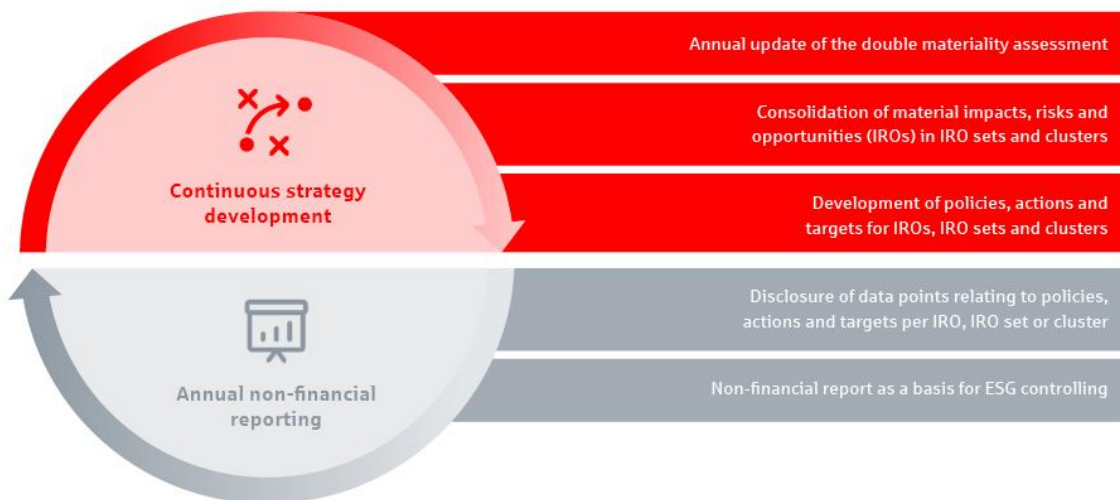 Annual update of the double materiality assessment
Consolidation of material impacts, risks and
opportunities (IROs) in IRO sets and clusters
Continuous strategy
development
Development of policies, actions and
targets for IROs, IRO sets and clusters
Disclosure of data points relating to policies,
actions and targets per IRO, IRO set or cluster
Annual non-financial
reporting
Non-financial report as a basis for ESG controlling